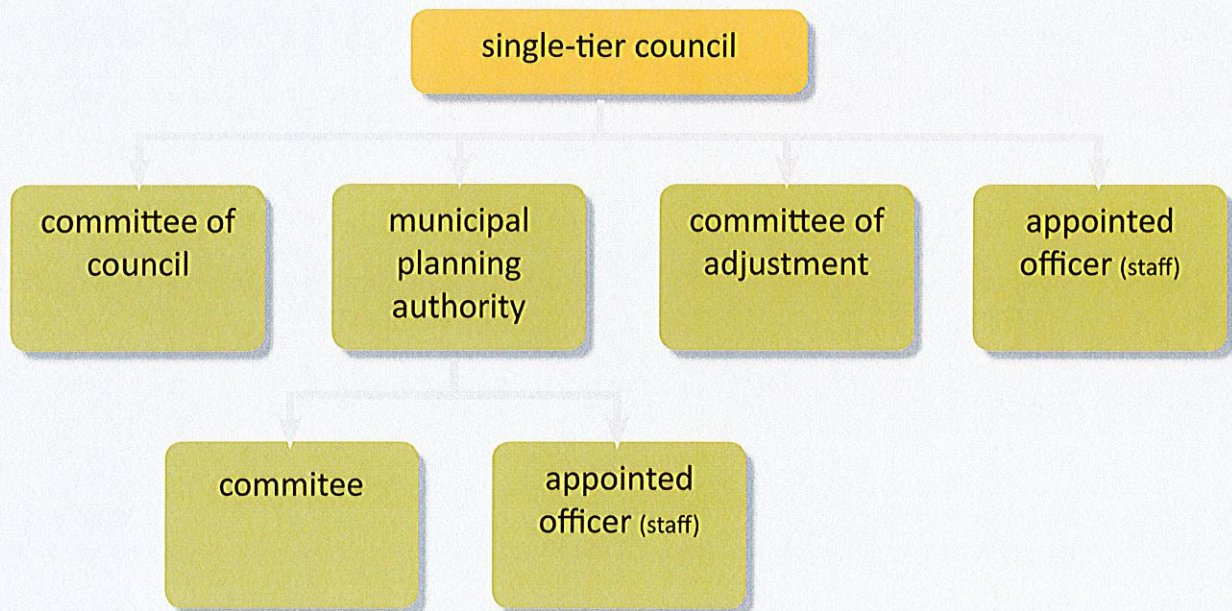 single-tier council
committee of
council
municipal
planning
authority
committee of
adjustment
appointed
officer (staff)
commitee
appointed
officer (staff)